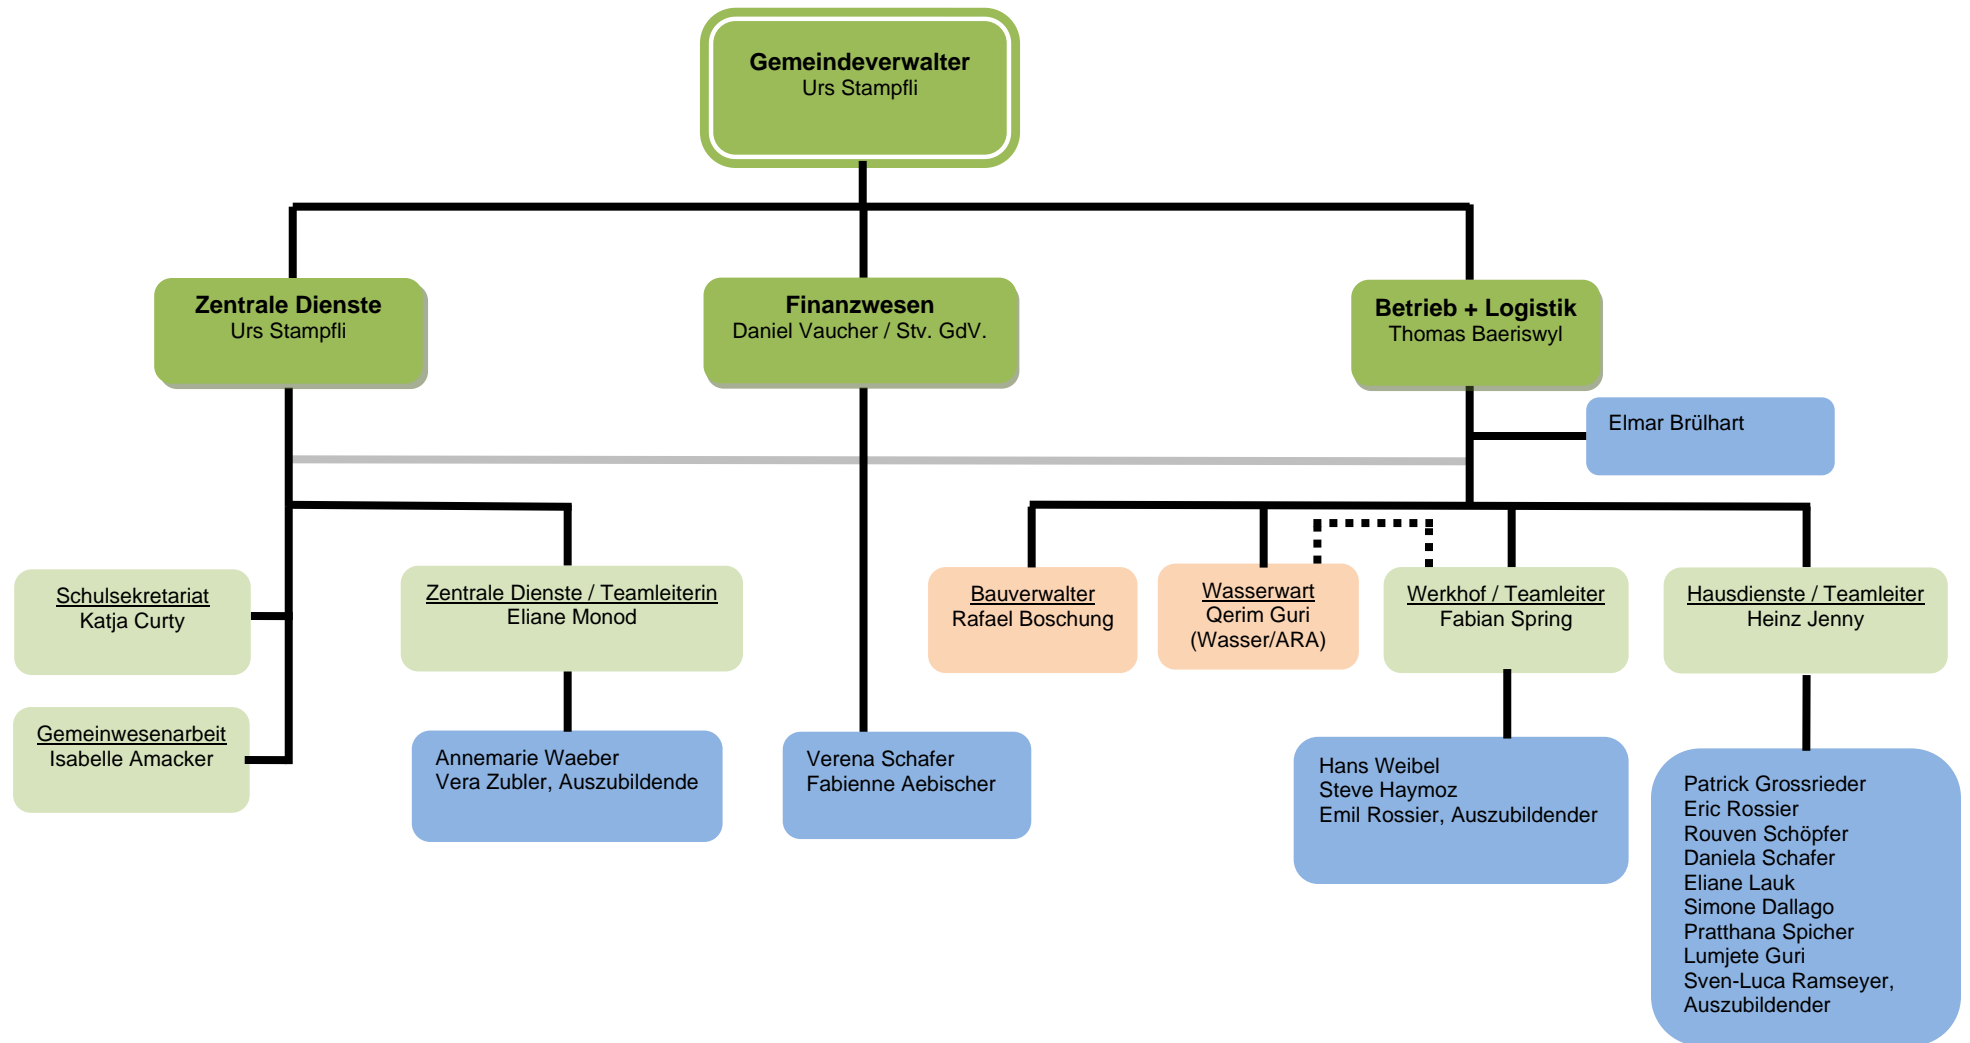 Gemeindeverwalter
Urs Stampfli
Zentrale Dienste
Urs Stampfli
Finanzwesen
Daniel Vaucher / Stv. GdV.
Betrieb + Logistik
Thomas Baeriswyl
Elmar Brülhart
Schulsekretariat
Katja Curty
Zentrale Dienste / Teamleiterin
Eliane Monod
Bauverwalter
Rafael Boschung
Wasserwart
Qerim Guri
(Wasser/ARA)
Werkhof / Teamleiter
Fabian Spring
Hausdienste / Teamleiter
Heinz Jenny
Gemeinwesenarbeit
Isabelle Amacker
Annemarie Waeber
Vera Zubler, Auszubildende
Verena Schafer
Fabienne Aebischer
Hans Weibel
Steve Haymoz
Emil Rossier, Auszubildender
Patrick Grossrieder
Eric Rossier
Rouven Schöpfer
Daniela Schafer
Eliane Lauk
Simone Dallago
Pratthana Spicher
Lumjete Guri
Sven-Luca Ramseyer,
Auszubildender